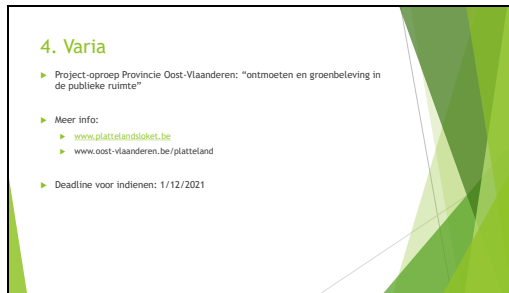 4. Varia
Project-oproep Provincie Oost-Vlaanderen: “ontmoeten en groenbeleving in
de publieke ruimte”
Meer info:
www.plattelandsloket.be
www.oost-vlaanderen.be/platteland
Deadline voor indienen: 1/12/2021